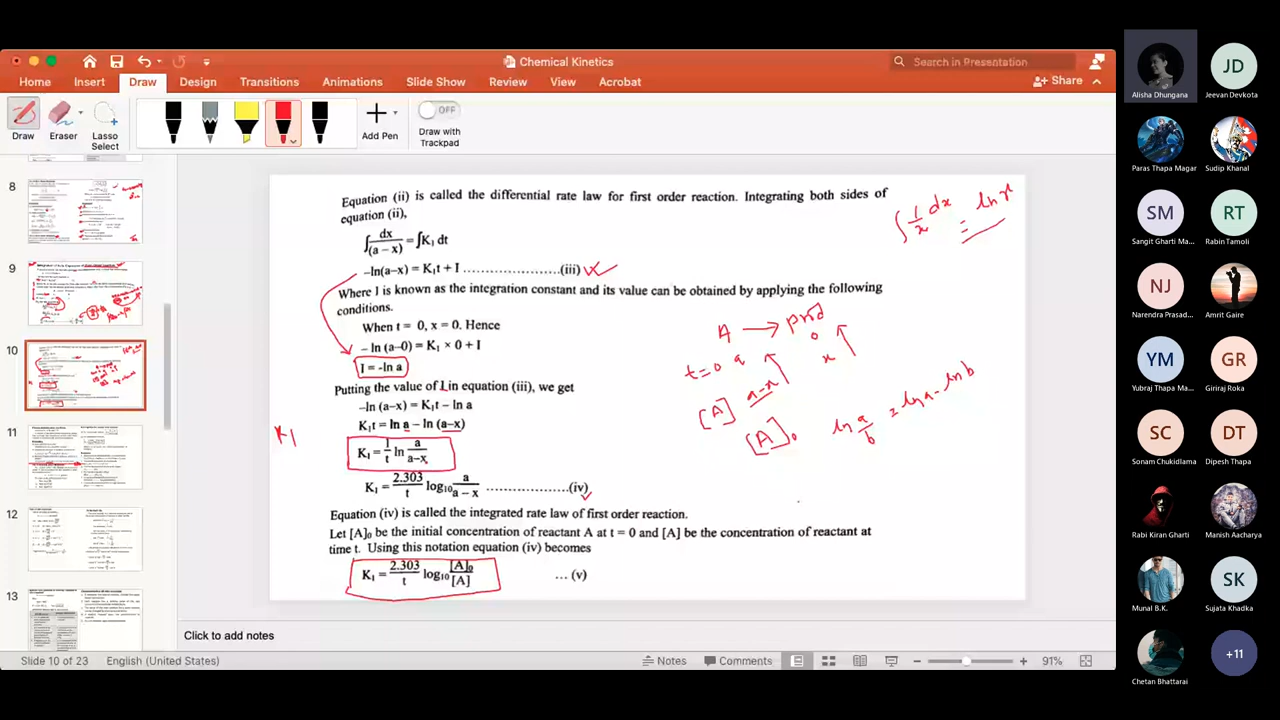 Chemical Kinetics
Search in Presentation
Home Insert Draw Design Transitions Animations Slide Show Review View Acrobat
Share
Draw Eraser Lasso Select Add Pen OFF Draw with Trackpad
8
9
10
11
12
13
Equation (ii) is called the differential rate law for first order reaction integrating both sides of
equation (ii),
∫ dx/(a – x) = ∫K₁ dt
–ln(a–x) = K₁t + I ........................(iii)
Where I is known as the integration constant and its value can be obtained by applying the following
conditions.
When t = 0, x = 0. Hence
– ln (a–0) = K₁ × 0 + I
I = -ln a
Putting the value of I in equation (iii), we get
–ln (a–x) = K₁t – ln a
K₁t = ln a – ln (a–x)
K₁ = 1/t ln a/(a-x)
K₁ = 2.303/t log₁₀ a/(a – x) ........................(iv)
Equation (iv) is called the integrated rate law of first order reaction.
Let [A]₀ be the initial concentration of reactant A at t = 0 and [A] be the concentration of reactant at
time t. Using this notation equation (iv) becomes
K₁ = 2.303/t log₁₀ [A]₀/[A] ... (v)
∫ 1/x dx ln x
A → prod
t=0 a 0
[A] a-x x
[A]₀
ln a/b = ln a - ln b
K₁
Click to add notes
Slide 10 of 23 English (United States) Notes Comments 91%
Alisha Dhungana
JD
Jeevan Devkota
Paras Thapa Magar
Sudip Khanal
SM
Sangit Gharti M...
RT
Rabin Tamoli
NJ
Narendra Prasad...
Amrit Gaire
YM
Yubraj Thapa M...
GR
Giriraj Roka
SC
Sonam Chukidlama
DT
Dipesh Thapa
Rabi Kiran Gharti
Manish Aacharya
Munal B.K.
SK
Sujata Khadka
Chetan Bhattarai
+11